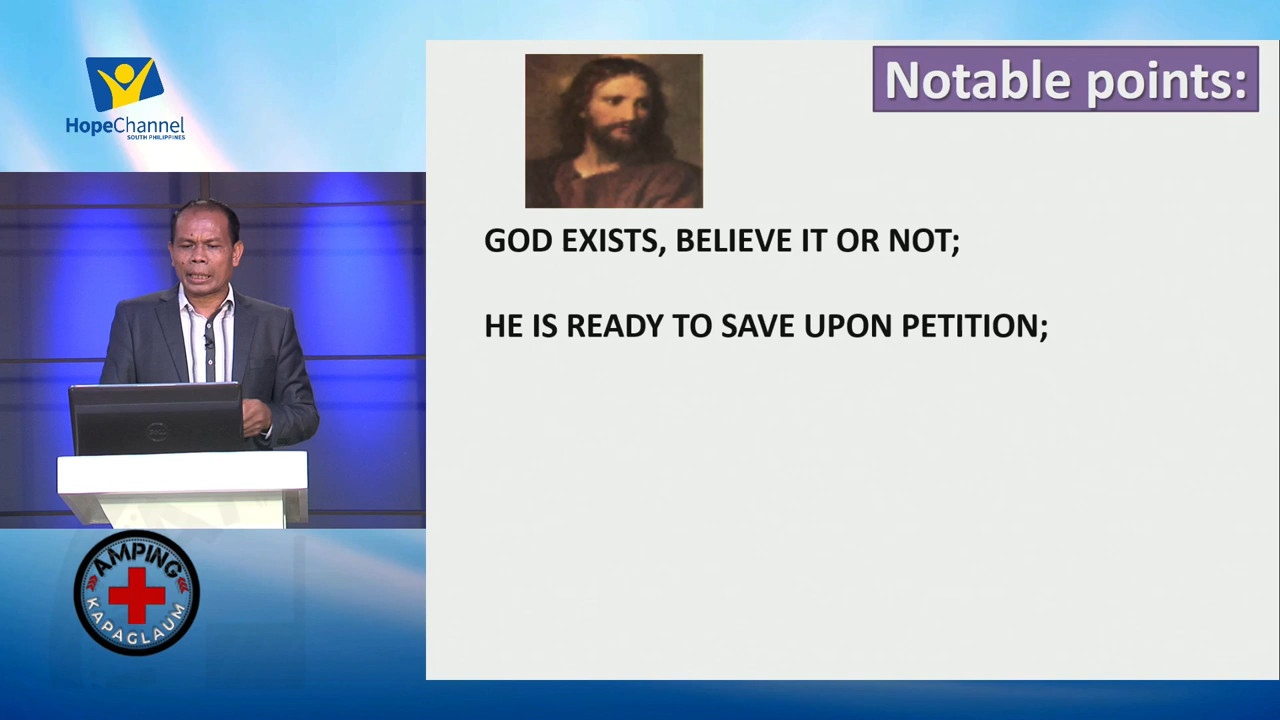 HopeChannel
SOUTH PHILIPPINES
Notable points:
GOD EXISTS, BELIEVE IT OR NOT;
HE IS READY TO SAVE UPON PETITION;
DELL
AMPING
KAPAGLAUM